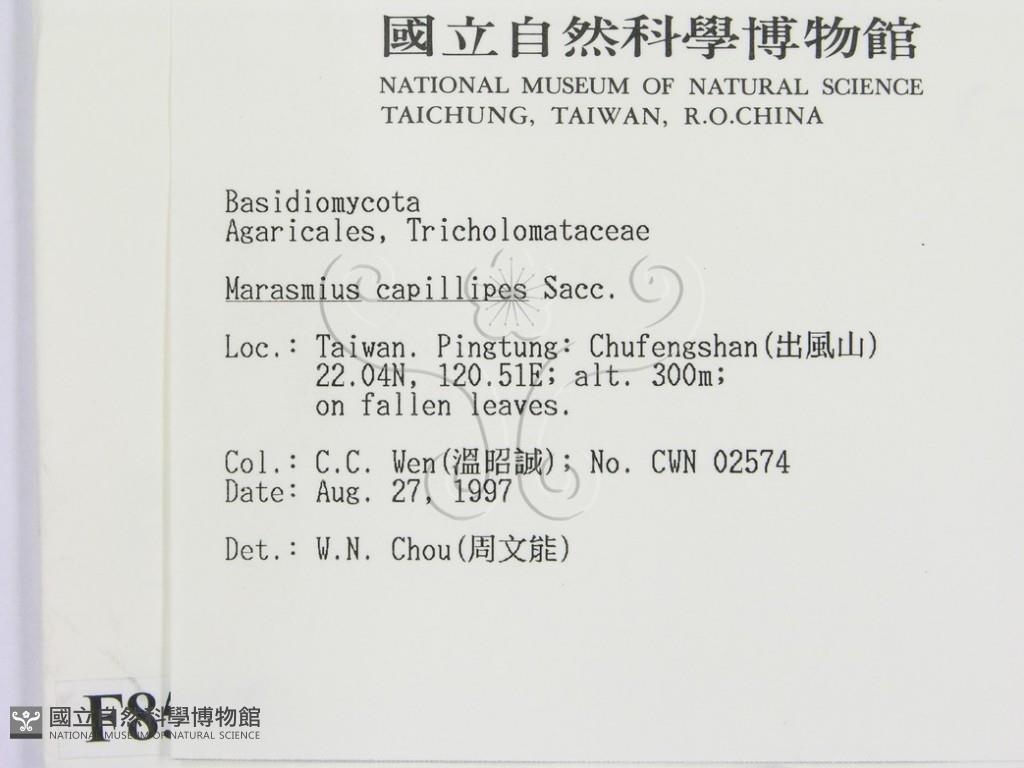 國立自然科學博物館
NATIONAL MUSEUM OF NATURAL SCIENCE
TAICHUNG, TAIWAN, R.O.CHINA
Basidiomycota
Agaricales, Tricholomataceae
Marasmius capillipes Sacc.
Loc.: Taiwan. Pingtung: Chufengshan(出風山)
22.04N, 120.51E; alt. 300m;
on fallen leaves.
Col.: C.C. Wen(溫昭誠); No. CWN 02574
Date: Aug. 27, 1997
Det.: W.N. Chou(周文能)
F8
國立自然科學博物館
NATIONAL MUSEUM OF NATURAL SCIENCE